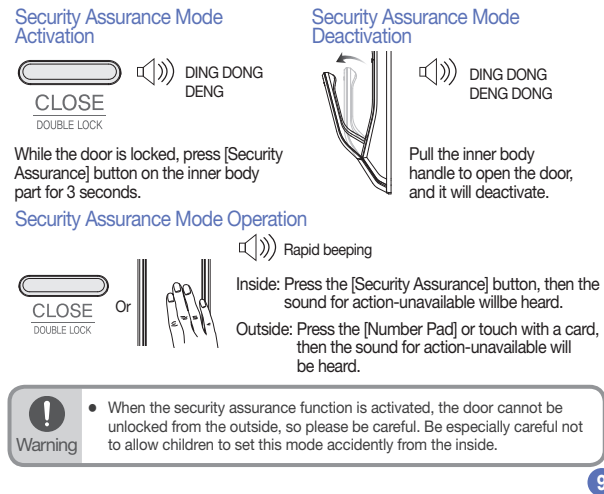 Security Assurance Mode
Activation
DING DONG
DENG
CLOSE
DOUBLE LOCK
While the door is locked, press [Security
Assurance] button on the inner body
part for 3 seconds.
Security Assurance Mode
Deactivation
DING DONG
DENG DONG
Pull the inner body
handle to open the door,
and it will deactivate.
Security Assurance Mode Operation
Rapid beeping
CLOSE
DOUBLE LOCK
Or
Inside: Press the [Security Assurance] button, then the
sound for action-unavailable willbe heard.
Outside: Press the [Number Pad] or touch with a card,
then the sound for action-unavailable will
be heard.
Warning
• When the security assurance function is activated, the door cannot be
unlocked from the outside, so please be careful. Be especially careful not
to allow children to set this mode accidently from the inside.
9